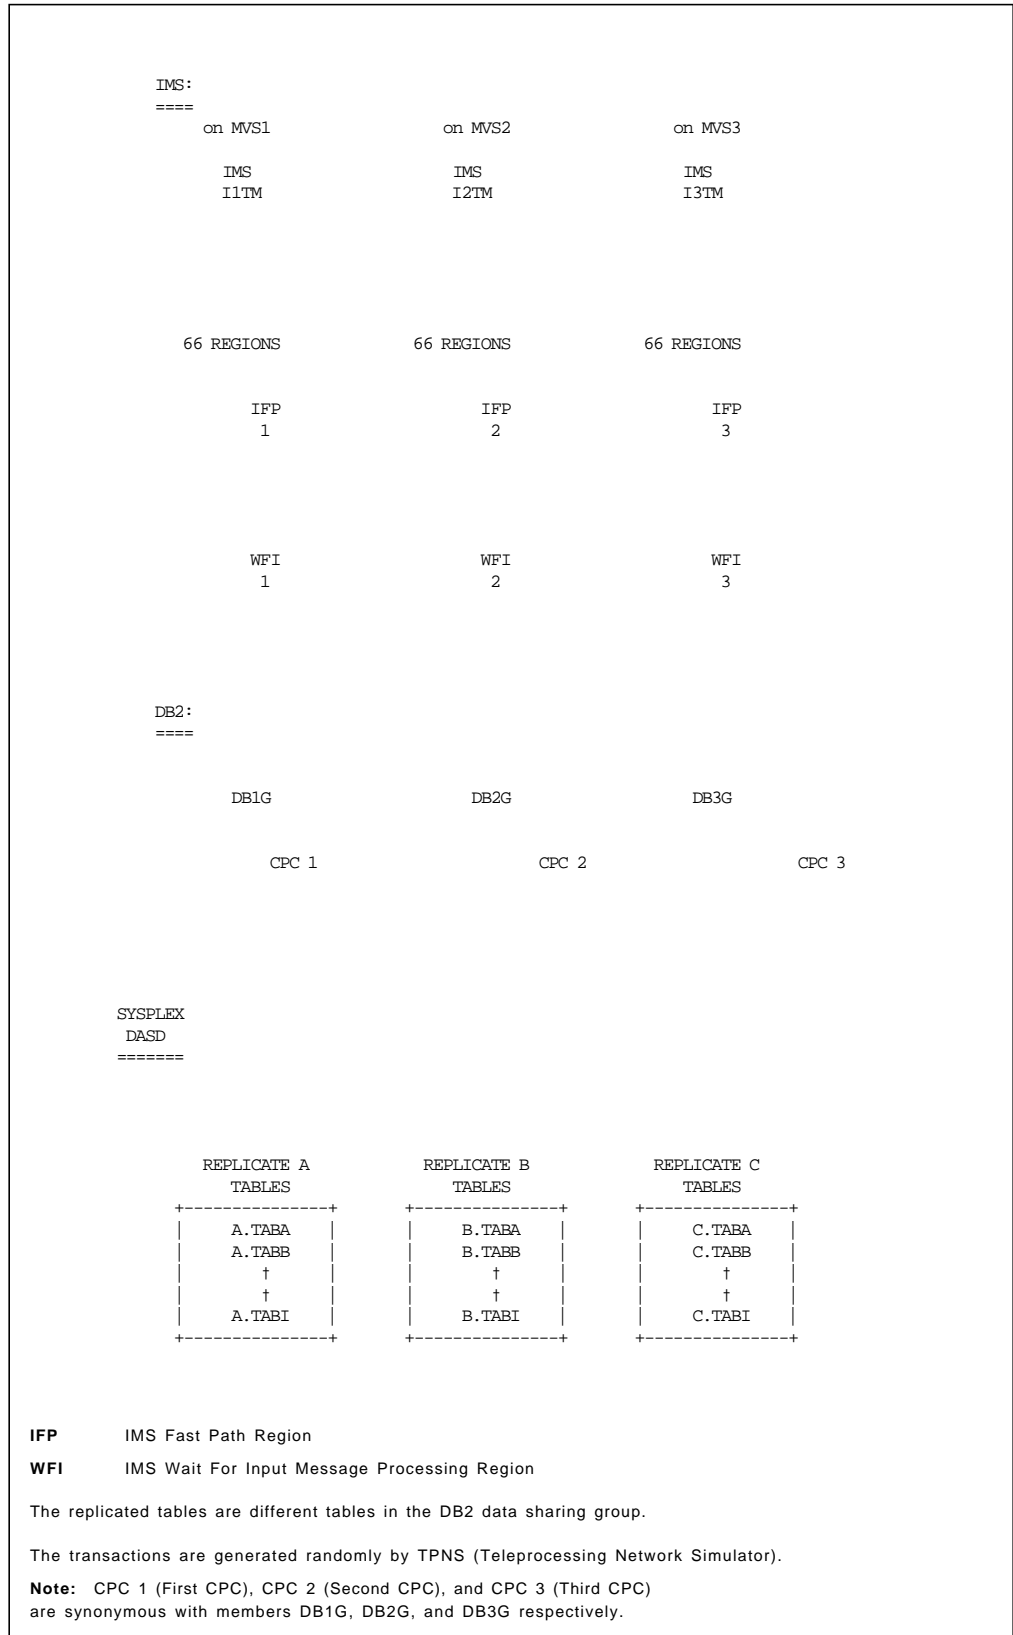 IMS:
====
on MVS1 on MVS2 on MVS3
IMS IMS IMS
I1TM I2TM I3TM
66 REGIONS 66 REGIONS 66 REGIONS
IFP IFP IFP
1 2 3
WFI WFI WFI
1 2 3
DB2:
====
DB1G DB2G DB3G
CPC 1 CPC 2 CPC 3
SYSPLEX
DASD
=======
REPLICATE A REPLICATE B REPLICATE C
TABLES TABLES TABLES
+---------------+ +---------------+ +---------------+
| A.TABA | | B.TABA | | C.TABA |
| A.TABB | | B.TABB | | C.TABB |
| † | | † | | † |
| † | | † | | † |
| A.TABI | | B.TABI | | C.TABI |
+---------------+ +---------------+ +---------------+
IFP IMS Fast Path Region
WFI IMS Wait For Input Message Processing Region
The replicated tables are different tables in the DB2 data sharing group.
The transactions are generated randomly by TPNS (Teleprocessing Network Simulator).
Note: CPC 1 (First CPC), CPC 2 (Second CPC), and CPC 3 (Third CPC)
are synonymous with members DB1G, DB2G, and DB3G respectively.